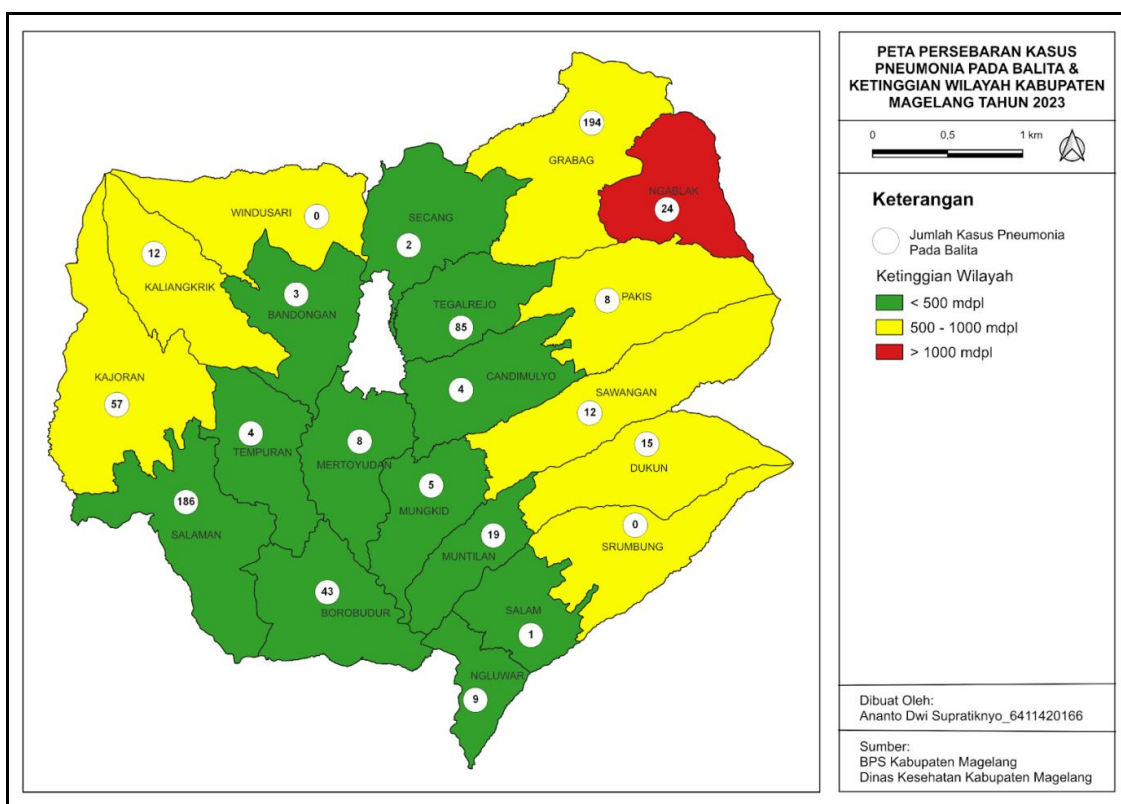 PETA PERSEBARAN KASUS
PNEUMONIA PADA BALITA &
KETINGGIAN WILAYAH KABUPATEN
MAGELANG TAHUN 2023
0 0,5 1 km
Keterangan
Jumlah Kasus Pneumonia
Pada Balita
Ketinggian Wilayah
< 500 mdpl
500 - 1000 mdpl
> 1000 mdpl
Dibuat Oleh:
Ananto Dwi Supratiknyo_6411420166
Sumber:
BPS Kabupaten Magelang
Dinas Kesehatan Kabupaten Magelang
194
GRABAG
NGABLAK
24
WINDUSARI
0
SECANG
2
12
KALIANGKRIK
3
BANDONGAN
TEGALREJO
85
8
PAKIS
KAJORAN
57
CANDIMULYO
4
SAWANGAN
12
4
TEMPURAN
8
MERTOYUDAN
15
DUKUN
5
MUNGKID
186
SALAMAN
19
MUNTILAN
0
SRUMBUNG
43
BOROBUDUR
SALAM
1
NGLUWAR
9